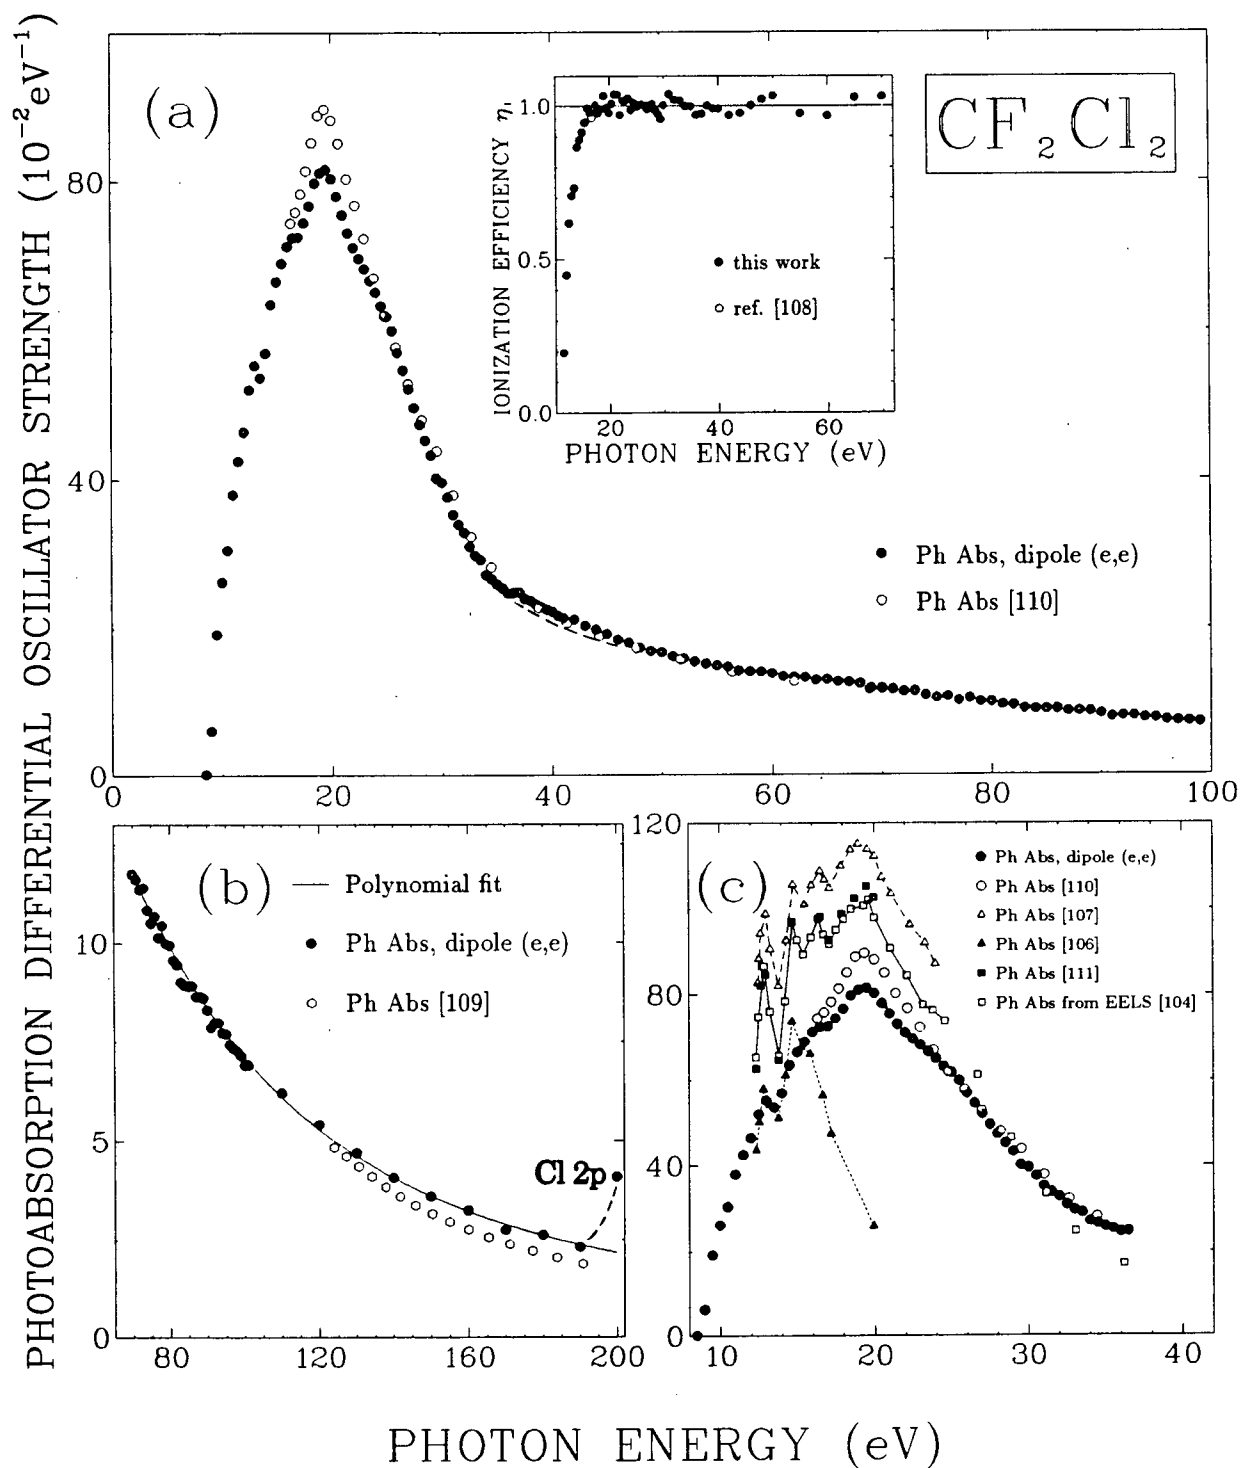 PHOTOABSORPTION DIFFERENTIAL OSCILLATOR STRENGTH (10⁻²eV⁻¹)
(a)
CF₂Cl₂
80
40
0
0
20
40
60
80
100
IONIZATION EFFICIENCY η
1.0
0.5
0.0
this work
ref. [108]
20
40
60
PHOTON ENERGY (eV)
Ph Abs, dipole (e,e)
Ph Abs [110]
(b)
Polynomial fit
Ph Abs, dipole (e,e)
Ph Abs [109]
Cl 2p
10
5
0
80
120
160
200
(c)
Ph Abs, dipole (e,e)
Ph Abs [110]
Ph Abs [107]
Ph Abs [106]
Ph Abs [111]
Ph Abs from EELS [104]
120
80
40
0
10
20
30
40
PHOTON ENERGY (eV)